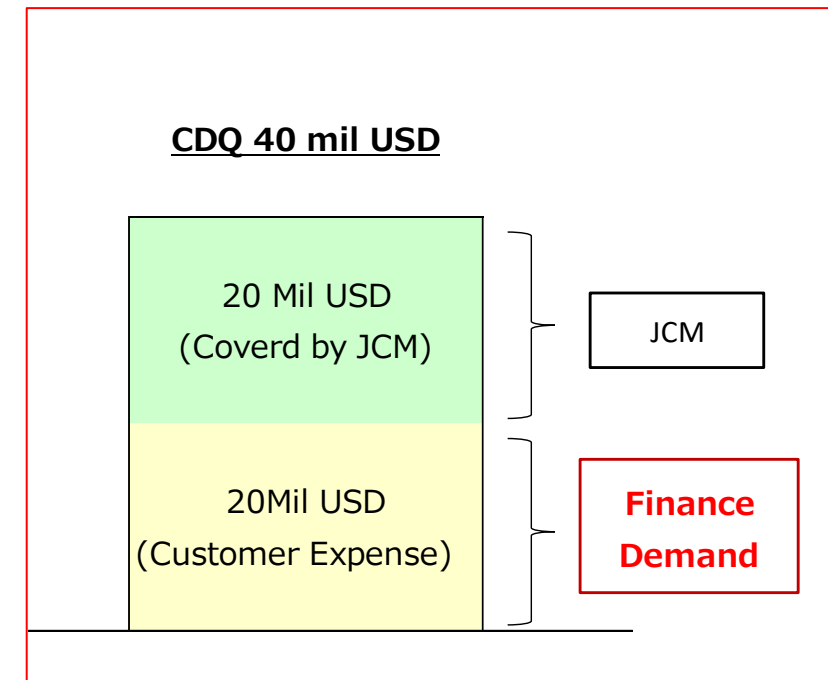 CDQ 40 mil USD
20 Mil USD
(Coverd by JCM)
JCM
20Mil USD
(Customer Expense)
Finance
Demand